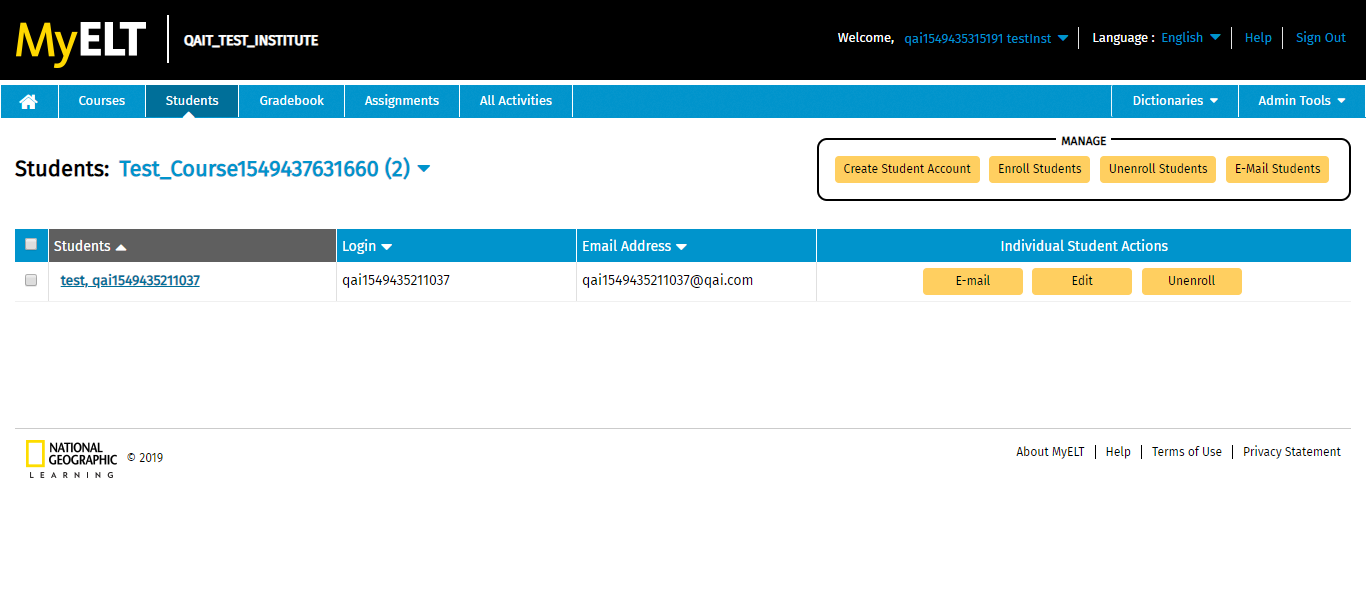 MyELT
QAIT_TEST_INSTITUTE
Welcome, qai1549435315191 testInst
Language : English
Help
Sign Out
Courses
Students
Gradebook
Assignments
All Activities
Dictionaries
Admin Tools
Students: Test_Course1549437631660 (2)
MANAGE
Create Student Account
Enroll Students
Unenroll Students
E-Mail Students
Students
Login
Email Address
Individual Student Actions
test, qai1549435211037
qai1549435211037
qai1549435211037@qai.com
E-mail
Edit
Unenroll
NATIONAL
GEOGRAPHIC
LEARNING
© 2019
About MyELT
Help
Terms of Use
Privacy Statement